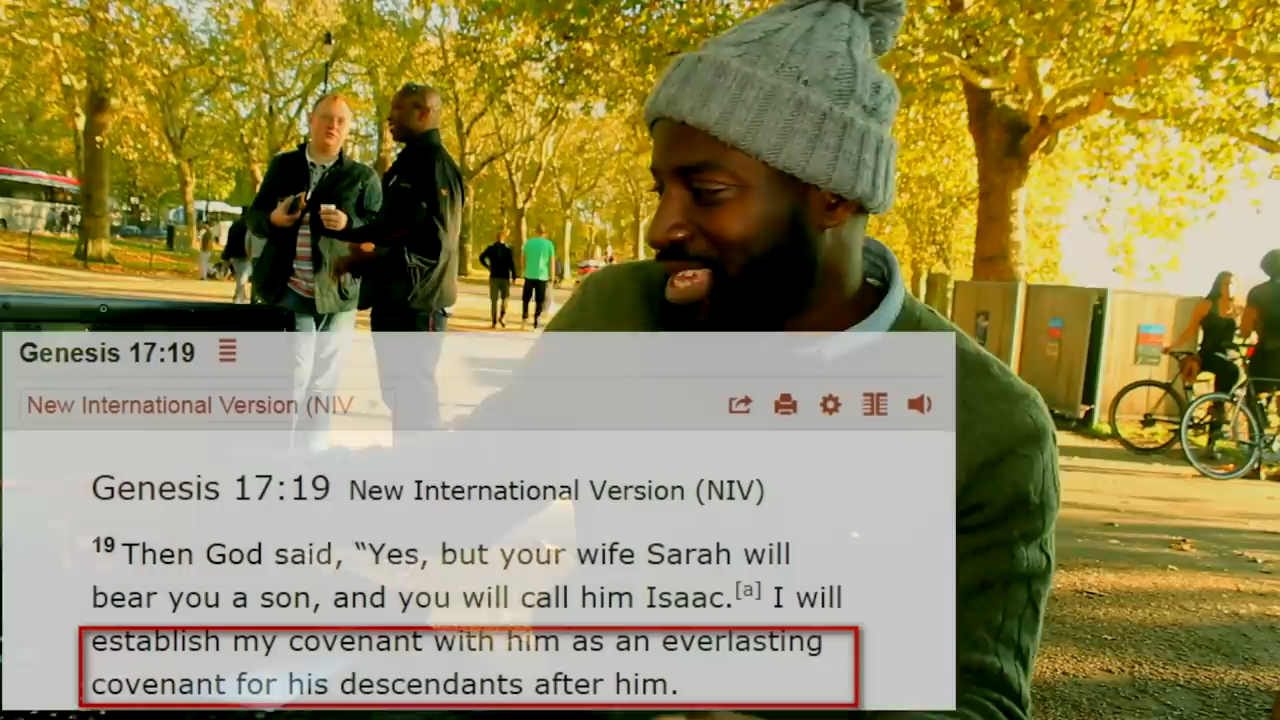 Genesis 17:19
New International Version (NIV
Genesis 17:19 New International Version (NIV)
19 Then God said, “Yes, but your wife Sarah will
bear you a son, and you will call him Isaac.[a] I will
establish my covenant with him as an everlasting
covenant for his descendants after him.